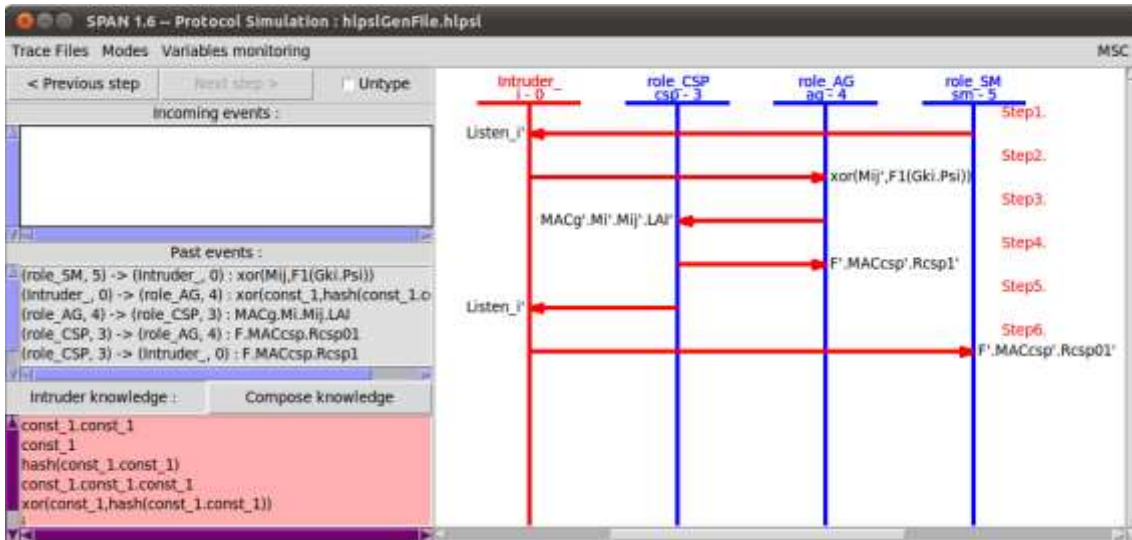 SPAN 1.6 -- Protocol Simulation : hlpslGenFile.hlpsl
Trace Files Modes Variables monitoring MSC
< Previous step Next step > Untype
Incoming events :
Past events :
(role_SM, 5) -> (Intruder_, 0) : xor(Mij,F1(Gki.Psi))
(Intruder_, 0) -> (role_AG, 4) : xor(const_1,hash(const_1.c
(role_AG, 4) -> (role_CSP, 3) : MACg.Mi.Mij.LAI
(role_CSP, 3) -> (role_AG, 4) : F.MACcsp.Rcsp01
(role_CSP, 3) -> (Intruder_, 0) : F.MACcsp.Rcsp1
Intruder knowledge : Compose knowledge
const_1.const_1
const_1
hash(const_1.const_1)
const_1.const_1.const_1
xor(const_1,hash(const_1.const_1))
i
Intruder_ role_CSP role_AG role_SM
i - 0 csp - 3 ag - 4 sm - 5
Step1.
Listen_i'
Step2.
xor(Mij',F1(Gki.Psi))
Step3.
MACg'.Mi'.Mij'.LAI'
Step4.
F'.MACcsp'.Rcsp1'
Step5.
Listen_i'
Step6.
F'.MACcsp'.Rcsp01'